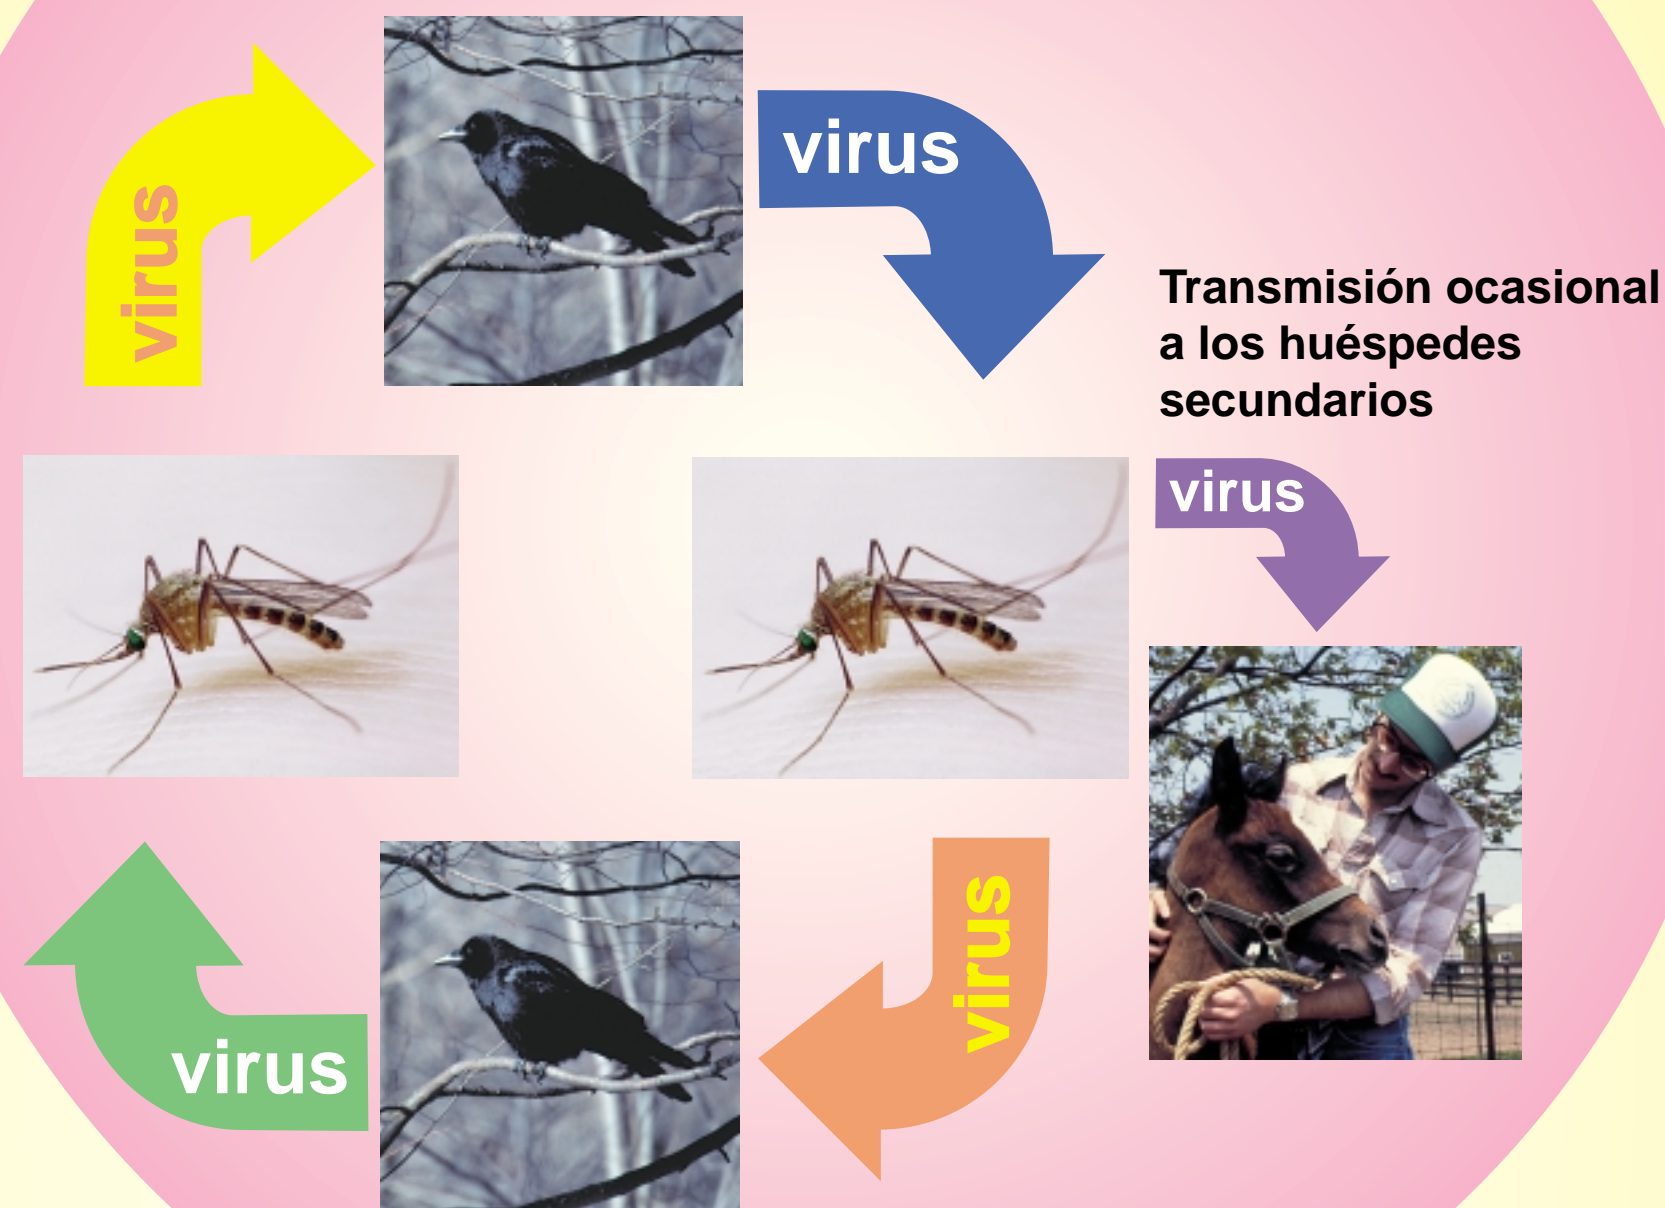 virus
virus
Transmisión ocasional
a los huéspedes
secundarios
virus
virus
virus